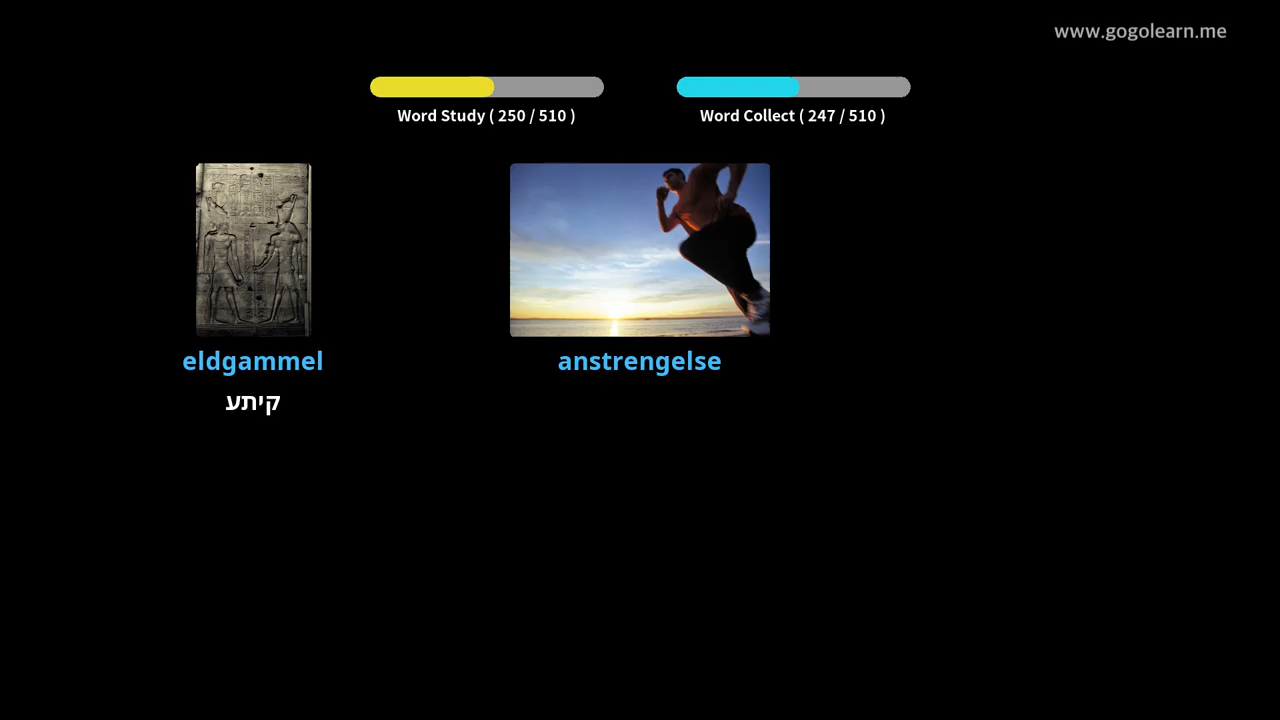 www.gogolearn.me
Word Study ( 250 / 510 )
Word Collect ( 247 / 510 )
eldgammel
קיתע
anstrengelse